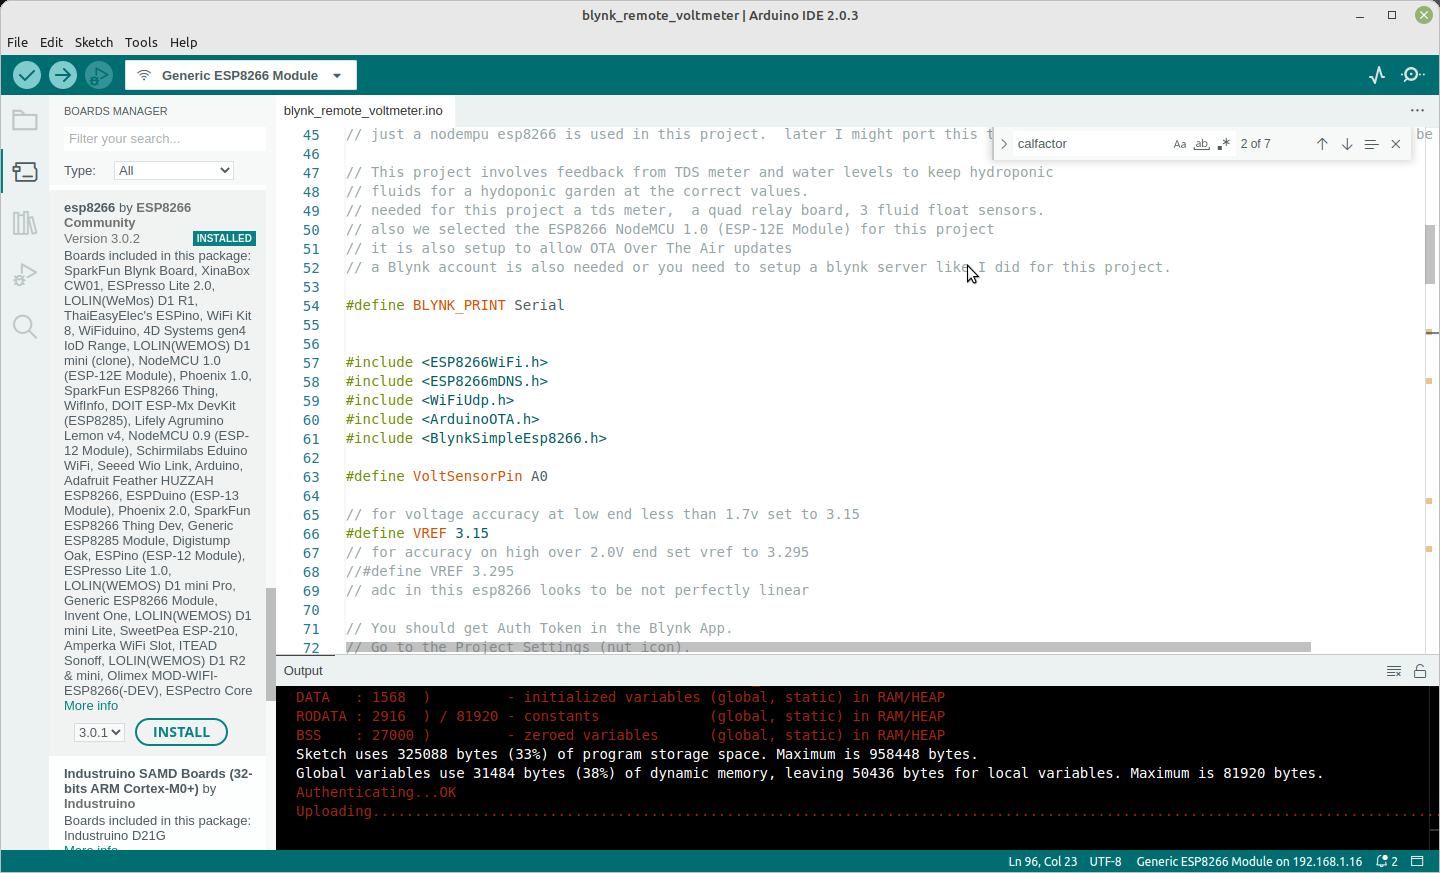 blynk_remote_voltmeter | Arduino IDE 2.0.3
File Edit Sketch Tools Help
Generic ESP8266 Module
BOARDS MANAGER
Filter your search...
Type: All
esp8266 by ESP8266
Community
Version 3.0.2 INSTALLED
Boards included in this package:
SparkFun Blynk Board, XinaBox
CW01, ESPresso Lite 2.0,
LOLIN(WeMos) D1 R1,
ThaiEasyElec's ESPino, WiFi Kit
8, WiFiduino, 4D Systems gen4
IoD Range, LOLIN(WEMOS) D1
mini (clone), NodeMCU 1.0
(ESP-12E Module), Phoenix 1.0,
SparkFun ESP8266 Thing,
WifInfo, DOIT ESP-Mx DevKit
(ESP8285), Lifely Agrumino
Lemon v4, NodeMCU 0.9 (ESP-
12 Module), Schirmilabs Eduino
WiFi, Seeed Wio Link, Arduino,
Adafruit Feather HUZZAH
ESP8266, ESPDuino (ESP-13
Module), Phoenix 2.0, SparkFun
ESP8266 Thing Dev, Generic
ESP8285 Module, Digistump
Oak, ESPino (ESP-12 Module),
ESPresso Lite 1.0,
LOLIN(WEMOS) D1 mini Pro,
Generic ESP8266 Module,
Invent One, LOLIN(WEMOS) D1
mini Lite, SweetPea ESP-210,
Amperka WiFi Slot, ITEAD
Sonoff, LOLIN(WEMOS) D1 R2
& mini, Olimex MOD-WIFI-
ESP8266(-DEV), ESPectro Core
More info
3.0.1 INSTALL
Industruino SAMD Boards (32-
bits ARM Cortex-M0+) by
Industruino
Boards included in this package:
Industruino D21G
More info
blynk_remote_voltmeter.ino
calfactor Aa ab .* 2 of 7
45 // just a nodempu esp8266 is used in this project.  later I might port this t be
46
47 // This project involves feedback from TDS meter and water levels to keep hydroponic
48 // fluids for a hydoponic garden at the correct values.
49 // needed for this project a tds meter,  a quad relay board, 3 fluid float sensors.
50 // also we selected the ESP8266 NodeMCU 1.0 (ESP-12E Module) for this project
51 // it is also setup to allow OTA Over The Air updates
52 // a Blynk account is also needed or you need to setup a blynk server like I did for this project.
53
54 #define BLYNK_PRINT Serial
55
56
57 #include <ESP8266WiFi.h>
58 #include <ESP8266mDNS.h>
59 #include <WiFiUdp.h>
60 #include <ArduinoOTA.h>
61 #include <BlynkSimpleEsp8266.h>
62
63 #define VoltSensorPin A0
64
65 // for voltage accuracy at low end less than 1.7v set to 3.15
66 #define VREF 3.15
67 // for accuracy on high over 2.0V end set vref to 3.295
68 //#define VREF 3.295
69 // adc in this esp8266 looks to be not perfectly linear
70
71 // You should get Auth Token in the Blynk App.
72 // Go to the Project Settings (nut icon).
Output
DATA   : 1568  )         - initialized variables (global, static) in RAM/HEAP
RODATA : 2916  ) / 81920 - constants             (global, static) in RAM/HEAP
BSS    : 27000 )         - zeroed variables      (global, static) in RAM/HEAP
Sketch uses 325088 bytes (33%) of program storage space. Maximum is 958448 bytes.
Global variables use 31484 bytes (38%) of dynamic memory, leaving 50436 bytes for local variables. Maximum is 81920 bytes.
Authenticating...OK
Uploading..............................................................................................................................
Ln 96, Col 23 UTF-8 Generic ESP8266 Module on 192.168.1.16 2